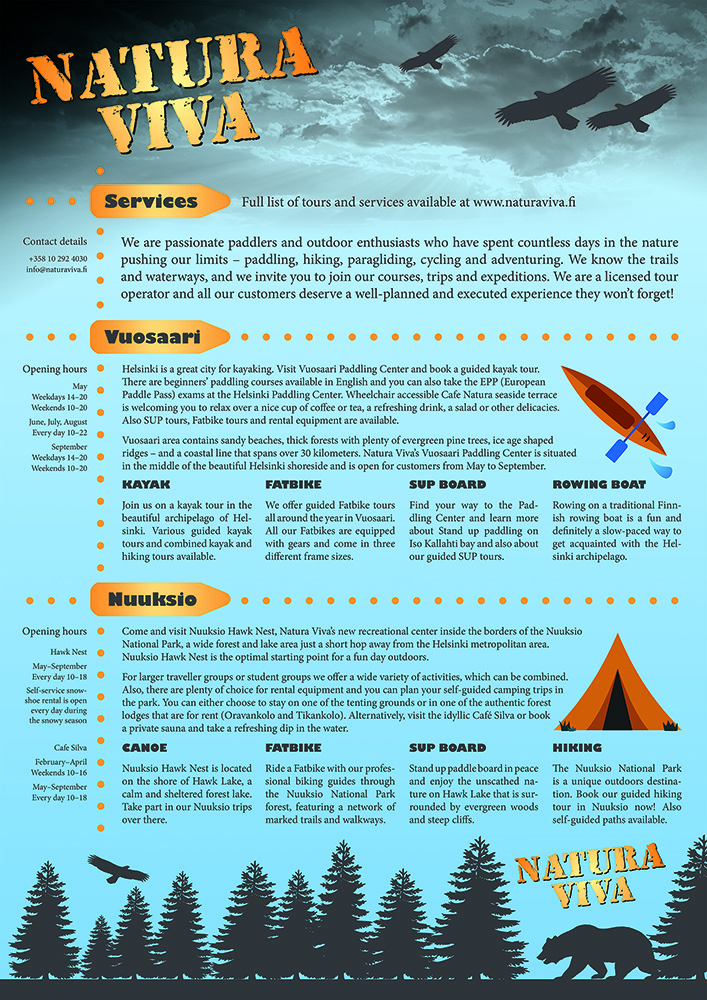 NATURA
VIVA
Services
Full list of tours and services available at www.naturaviva.fi
Contact details
+358 10 292 4030
info@naturaviva.fi
We are passionate paddlers and outdoor enthusiasts who have spent countless days in the nature
pushing our limits – paddling, hiking, paragliding, cycling and adventuring. We know the trails
and waterways, and we invite you to join our courses, trips and expeditions. We are a licensed tour
operator and all our customers deserve a well-planned and executed experience they won't forget!
Vuosaari
Opening hours
May
Weekdays 14–20
Weekends 10–20
June, July, August
Every day 10–22
September
Weekdays 14–20
Weekends 10–20
Helsinki is a great city for kayaking. Visit Vuosaari Paddling Center and book a guided kayak tour.
There are beginners' paddling courses available in English and you can also take the EPP (European
Paddle Pass) exams at the Helsinki Paddling Center. Wheelchair accessible Cafe Natura seaside terrace
is welcoming you to relax over a nice cup of coffee or tea, a refreshing drink, a salad or other delicacies.
Also SUP tours, Fatbike tours and rental equipment are available.
Vuosaari area contains sandy beaches, thick forests with plenty of evergreen pine trees, ice age shaped
ridges – and a coastal line that spans over 30 kilometers. Natura Viva's Vuosaari Paddling Center is situated
in the middle of the beautiful Helsinki shoreside and is open for customers from May to September.
KAYAK
Join us on a kayak tour in the
beautiful archipelago of Hel-
sinki. Various guided kayak
tours and combined kayak and
hiking tours available.
FATBIKE
We offer guided Fatbike tours
all around the year in Vuosaari.
All our Fatbikes are equipped
with gears and come in three
different frame sizes.
SUP BOARD
Find your way to the Pad-
dling Center and learn more
about Stand up paddling on
Iso Kallahti bay and also about
our guided SUP tours.
ROWING BOAT
Rowing on a traditional Finn-
ish rowing boat is a fun and
definitely a slow-paced way to
get acquainted with the Hel-
sinki archipelago.
Nuuksio
Opening hours
Hawk Nest
May–September
Every day 10–18
Self-service snow-
shoe rental is open
every day during
the snowy season
Cafe Silva
February–April
Weekends 10–16
May–September
Every day 10–18
Come and visit Nuuksio Hawk Nest, Natura Viva's new recreational center inside the borders of the Nuuksio
National Park, a wide forest and lake area just a short hop away from the Helsinki metropolitan area.
Nuuksio Hawk Nest is the optimal starting point for a fun day outdoors.
For larger traveller groups or student groups we offer a wide variety of activities, which can be combined.
Also, there are plenty of choice for rental equipment and you can plan your self-guided camping trips in
the park. You can either choose to stay on one of the tenting grounds or in one of the authentic forest
lodges that are for rent (Oravankolo and Tikankolo). Alternatively, visit the idyllic Café Silva or book
a private sauna and take a refreshing dip in the water.
CANOE
Nuuksio Hawk Nest is located
on the shore of Hawk Lake, a
calm and sheltered forest lake.
Take part in our Nuuksio trips
over there.
FATBIKE
Ride a Fatbike with our profes-
sional biking guides through
the Nuuksio National Park
forest, featuring a network of
marked trails and walkways.
SUP BOARD
Stand up paddle board in peace
and enjoy the unscathed na-
ture on Hawk Lake that is sur-
rounded by evergreen woods
and steep cliffs.
HIKING
The Nuuksio National Park
is a unique outdoors destina-
tion. Book our guided hiking
tour in Nuuksio now! Also
self-guided paths available.
NATURA
VIVA